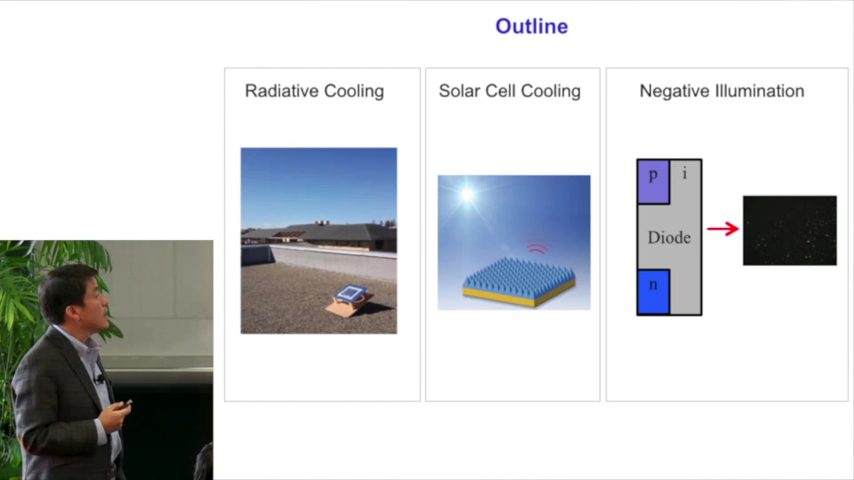 Outline
Radiative Cooling
Solar Cell Cooling
Negative Illumination
p
i
Diode
n